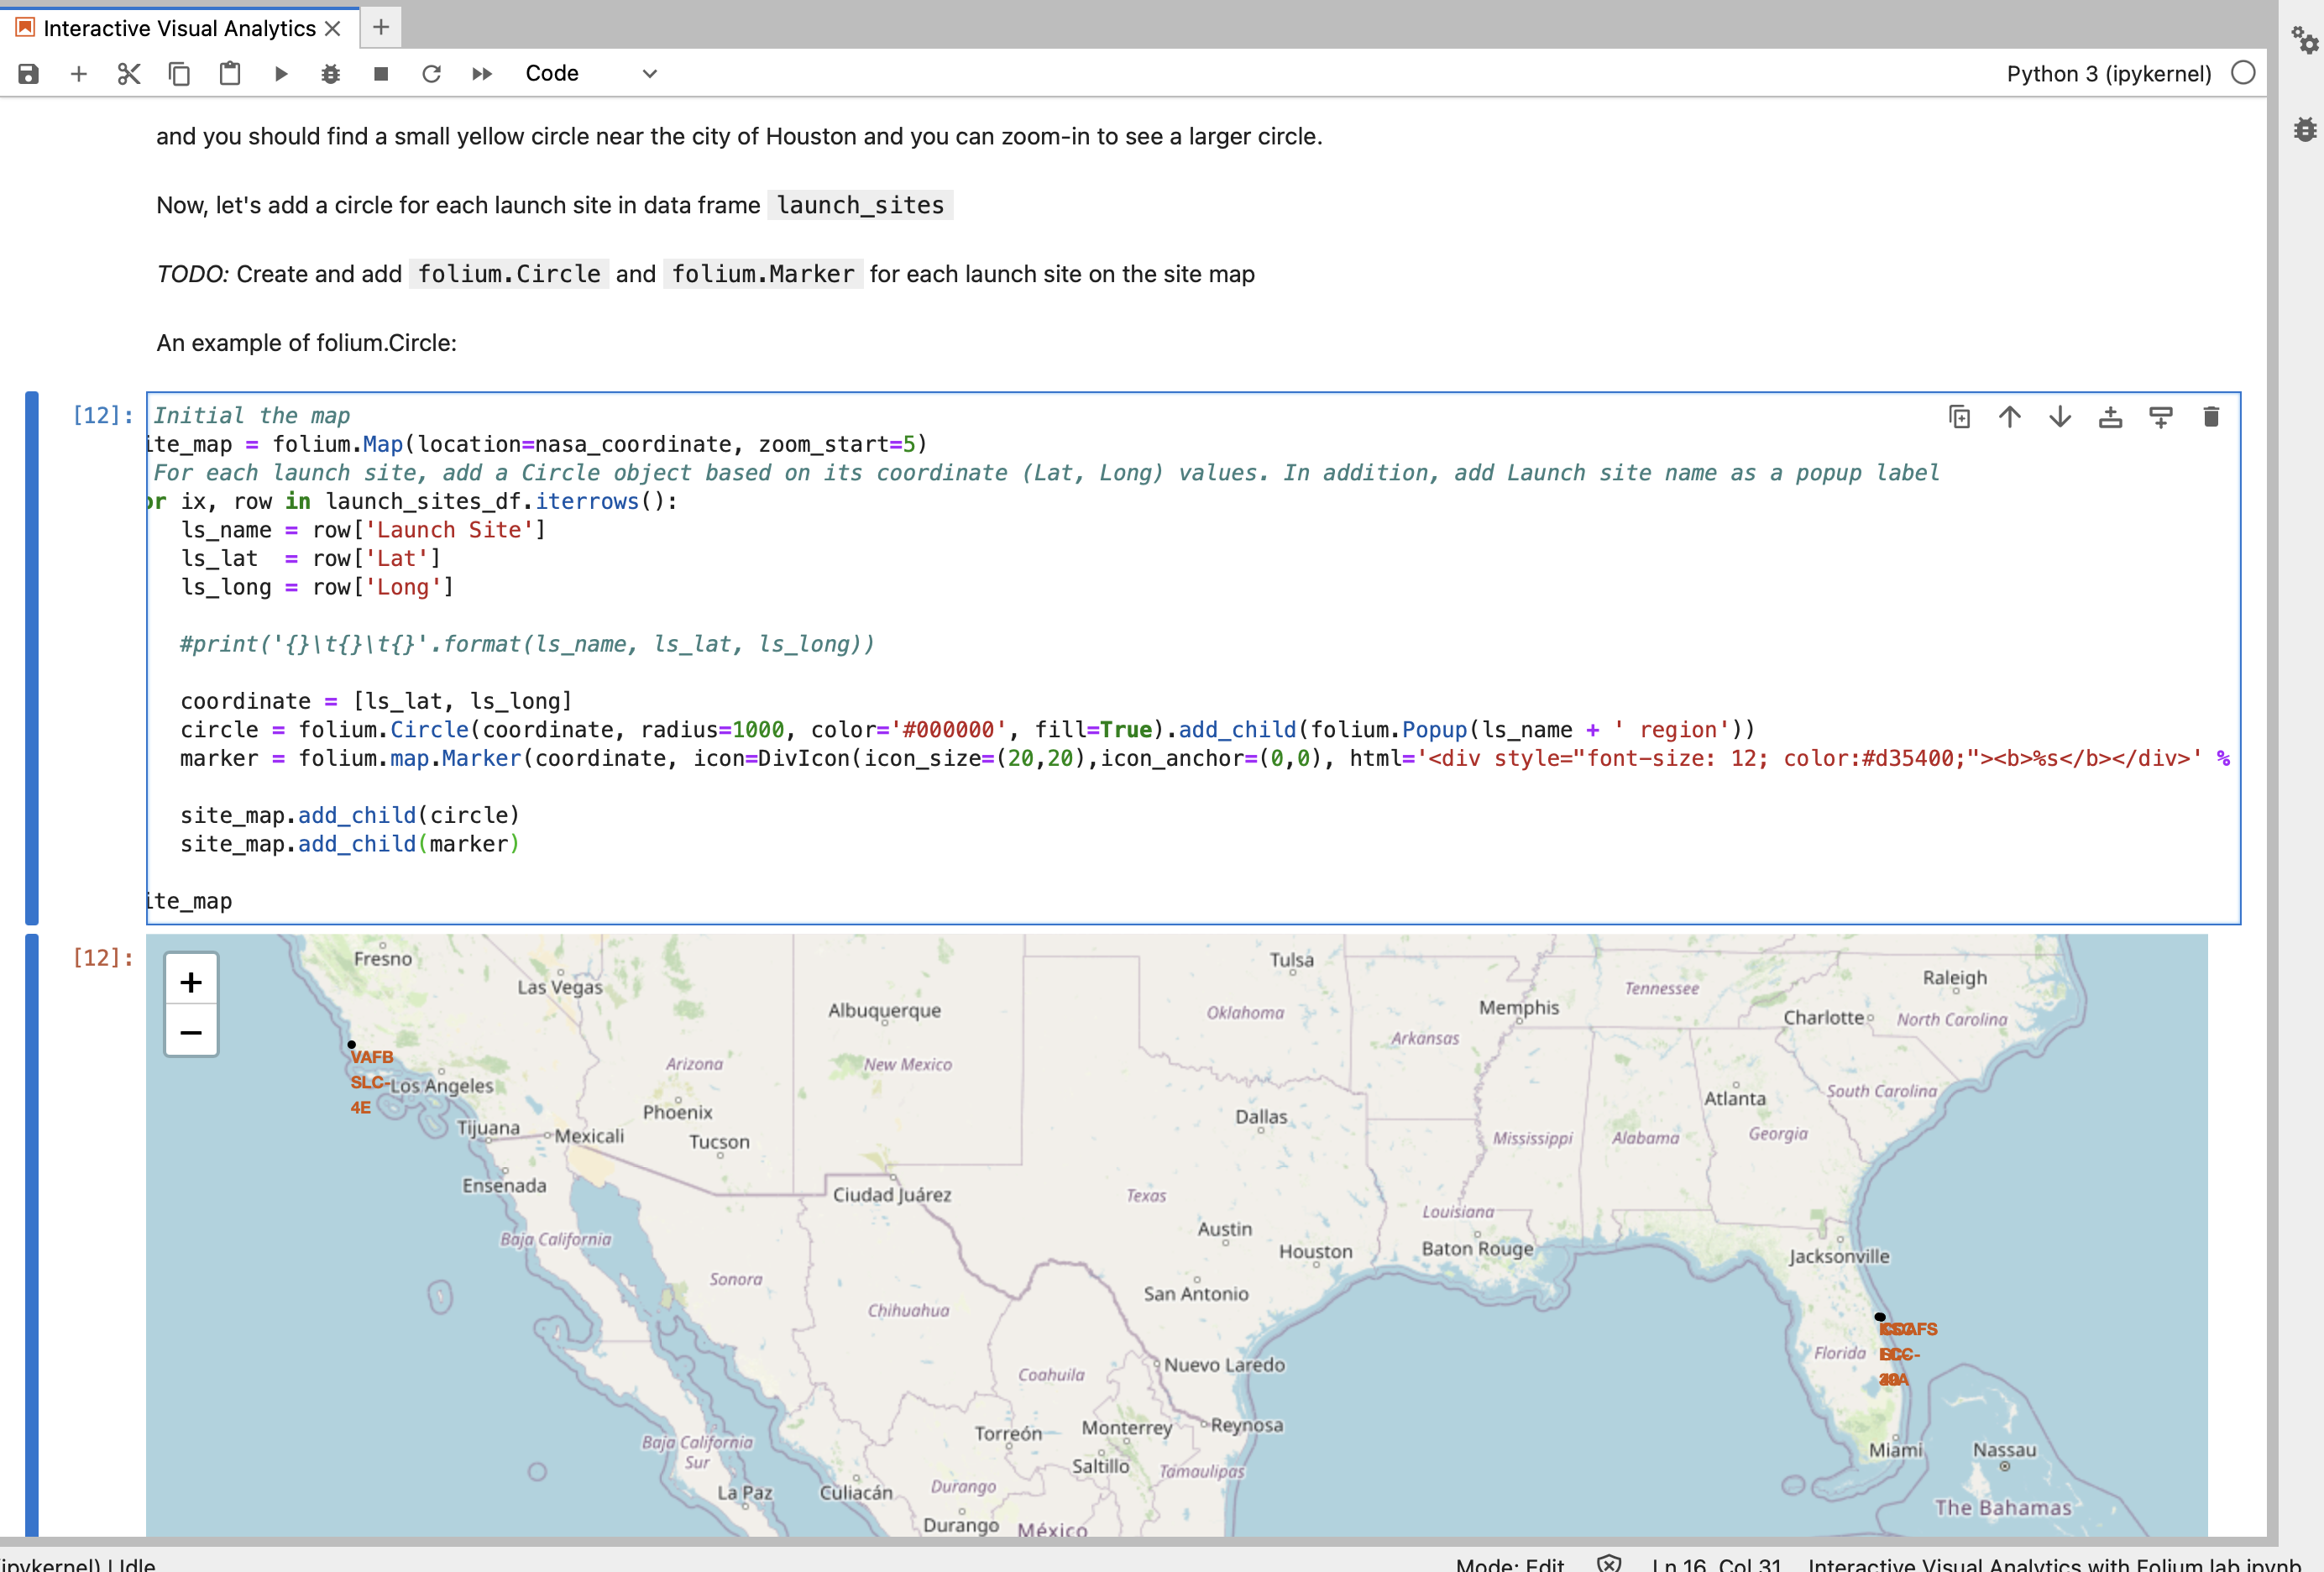 Interactive Visual Analytics
Code
Python 3 (ipykernel)
and you should find a small yellow circle near the city of Houston and you can zoom-in to see a larger circle.
Now, let's add a circle for each launch site in data frame launch_sites
TODO: Create and add folium.Circle and folium.Marker for each launch site on the site map
An example of folium.Circle:
[12]:
Initial the map
ite_map = folium.Map(location=nasa_coordinate, zoom_start=5)
For each launch site, add a Circle object based on its coordinate (Lat, Long) values. In addition, add Launch site name as a popup label
or ix, row in launch_sites_df.iterrows():
ls_name = row['Launch Site']
ls_lat  = row['Lat']
ls_long = row['Long']
#print('{}\t{}\t{}'.format(ls_name, ls_lat, ls_long))
coordinate = [ls_lat, ls_long]
circle = folium.Circle(coordinate, radius=1000, color='#000000', fill=True).add_child(folium.Popup(ls_name + ' region'))
marker = folium.map.Marker(coordinate, icon=DivIcon(icon_size=(20,20),icon_anchor=(0,0), html='<div style="font-size: 12; color:#d35400;"><b>%s</b></div>' %
site_map.add_child(circle)
site_map.add_child(marker)
ite_map
[12]:
+
−
Fresno
Las Vegas
Albuquerque
Tulsa
Oklahoma
Memphis
Tennessee
Raleigh
Charlotte
North Carolina
Arkansas
VAFB
SLC-
4E
Los Angeles
Arizona
New Mexico
Phoenix
Dallas
Atlanta
South Carolina
Tijuana
Mexicali
Tucson
Mississippi
Alabama
Georgia
Ensenada
Ciudad Juárez
Texas
Louisiana
Baja California
Austin
Houston
Baton Rouge
Jacksonville
Sonora
San Antonio
Chihuahua
Florida
Nuevo Laredo
Coahuila
Torreón
Monterrey
Reynosa
Baja California
Sur
Saltillo
Tamaulipas
Miami
Nassau
La Paz
Culiacán
Durango
The Bahamas
Durango
México
(ipykernel) | Idle
Mode: Edit
Ln 16, Col 31
Interactive Visual Analytics with Folium lab.ipynb